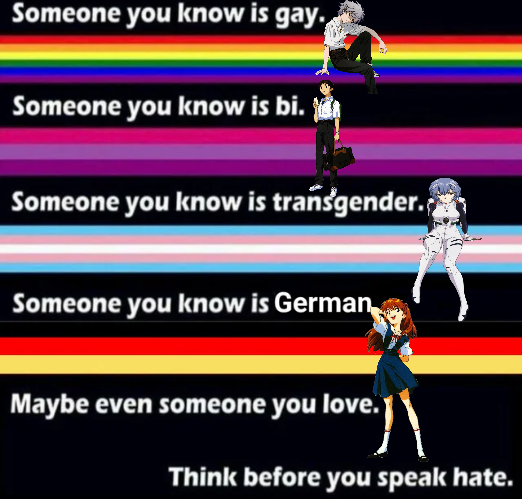 Someone you know is gay.
Someone you know is bi.
Someone you know is transgender.
Someone you know is German
Maybe even someone you love.
Think before you speak hate.